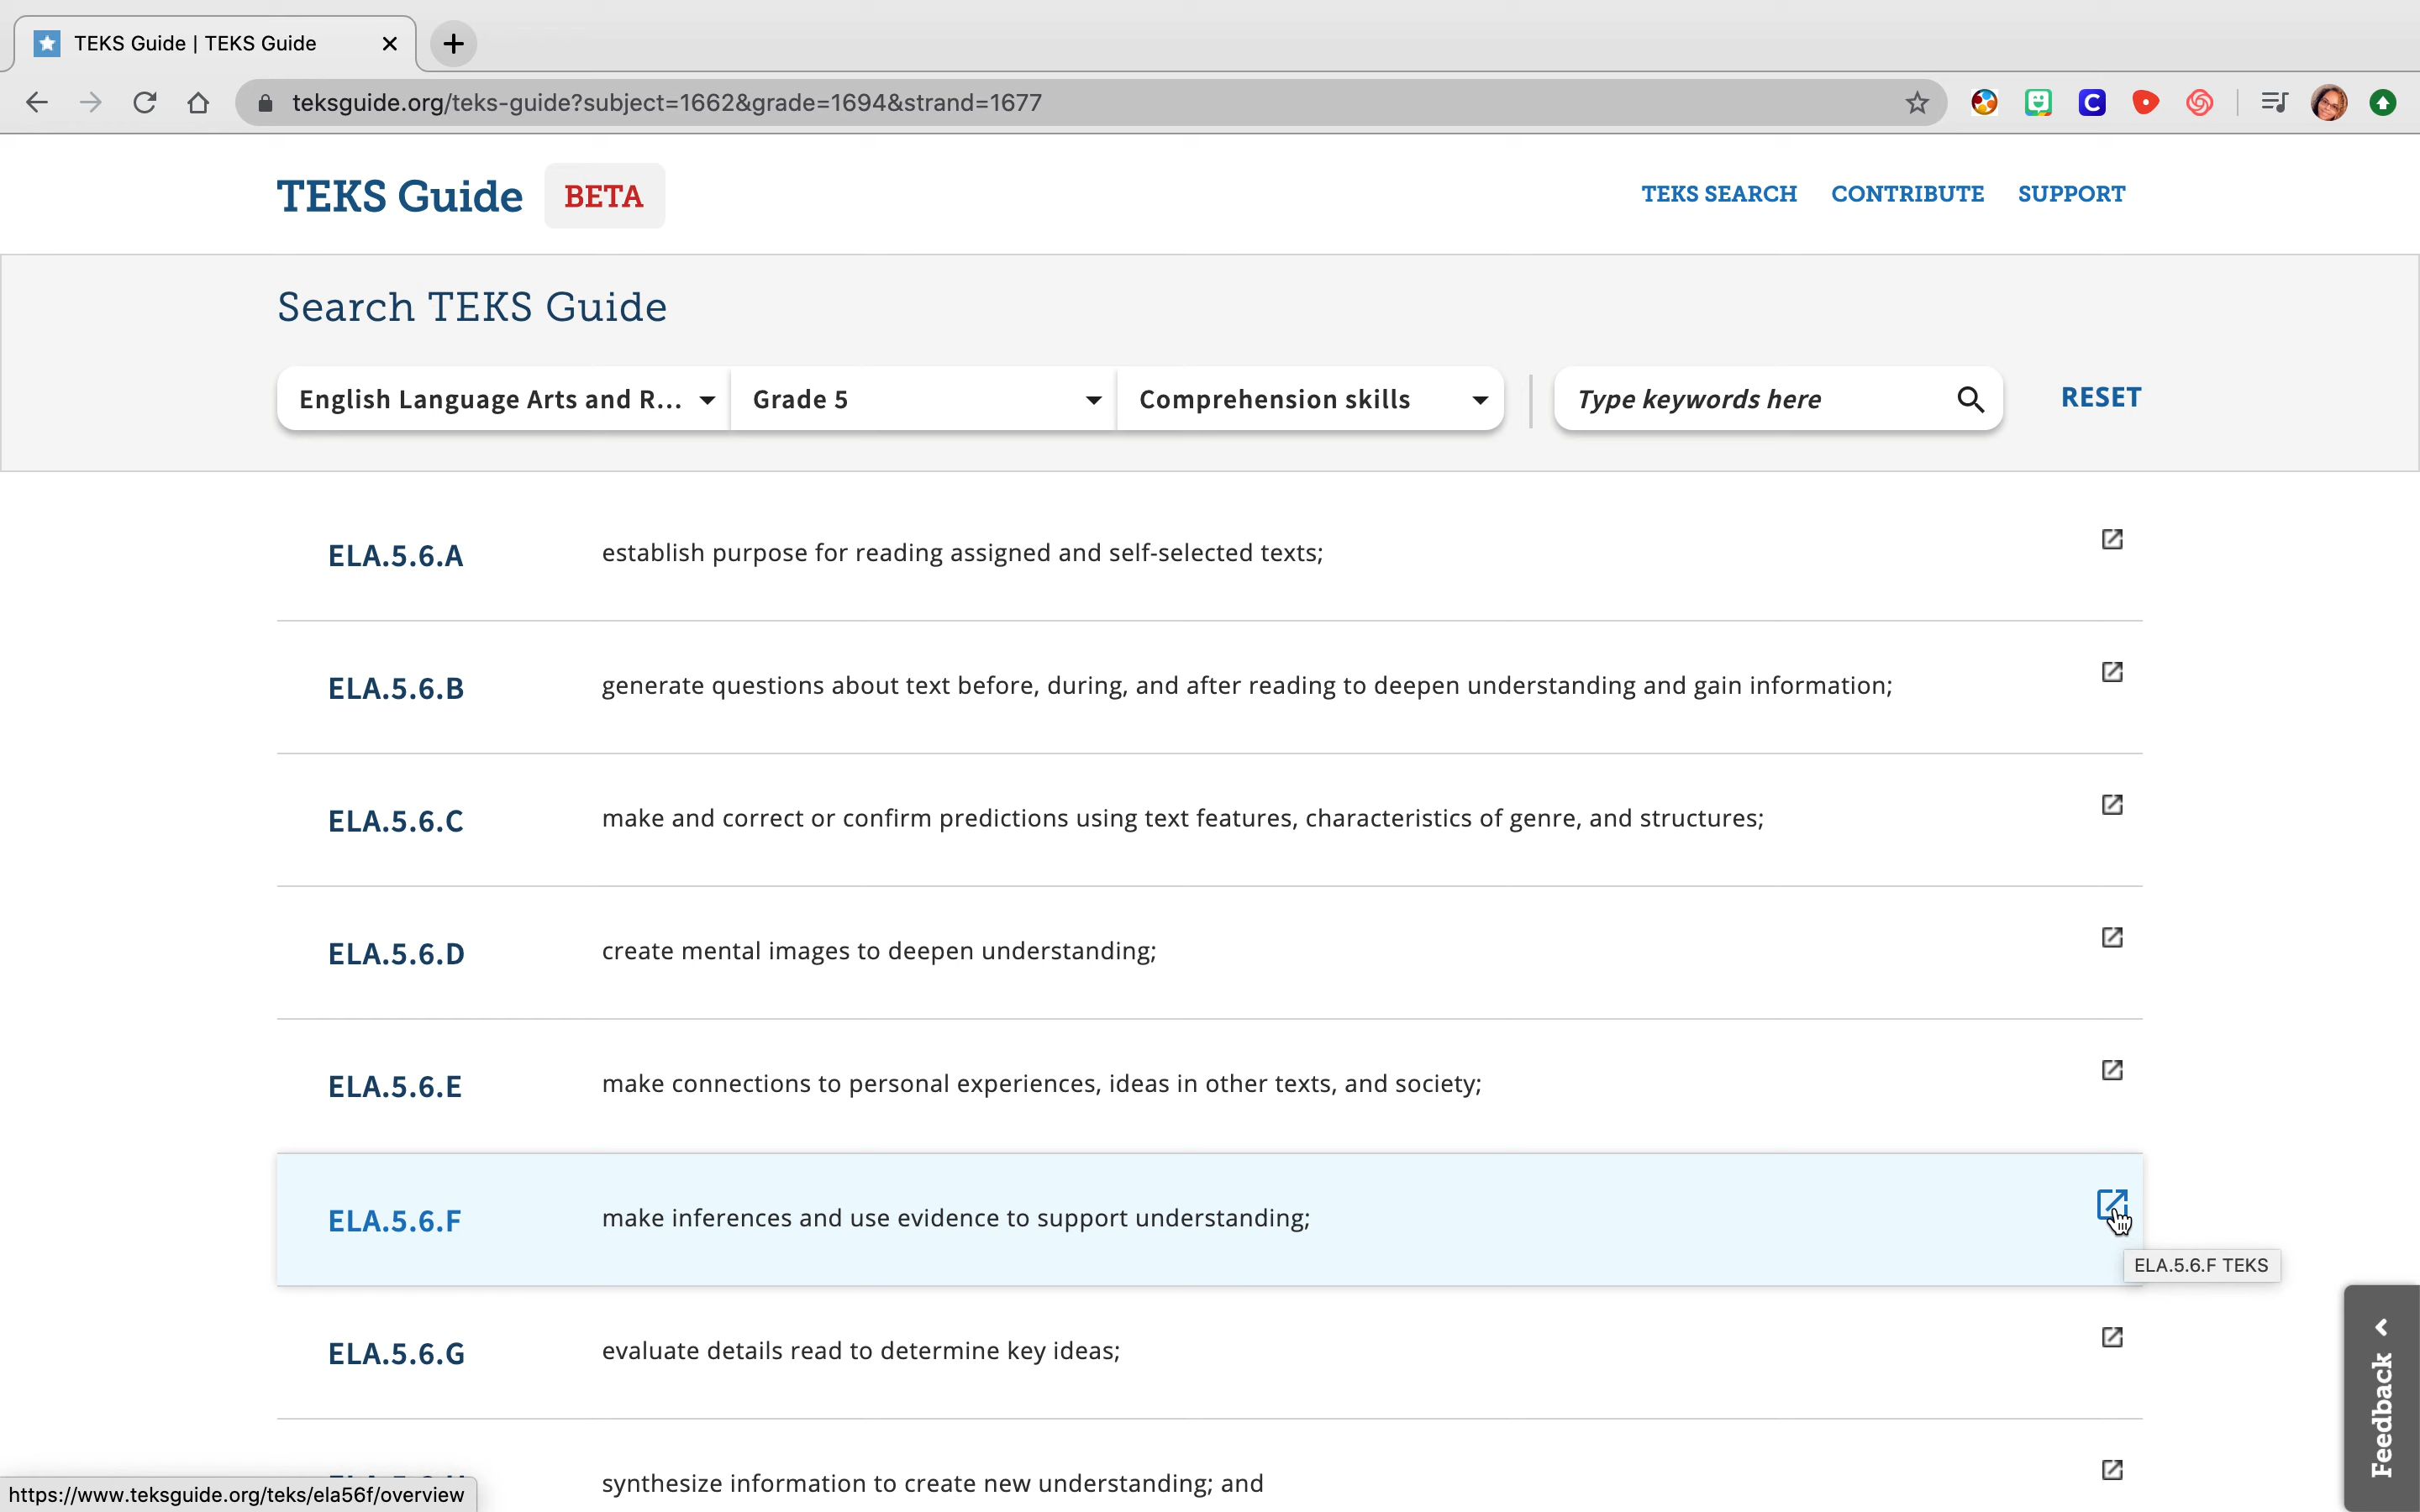 TEKS Guide | TEKS Guide
teksguide.org/teks-guide?subject=1662&grade=1694&strand=1677
TEKS Guide BETA
TEKS SEARCH CONTRIBUTE SUPPORT
Search TEKS Guide
English Language Arts and R... Grade 5 Comprehension skills Type keywords here RESET
ELA.5.6.A establish purpose for reading assigned and self-selected texts;
ELA.5.6.B generate questions about text before, during, and after reading to deepen understanding and gain information;
ELA.5.6.C make and correct or confirm predictions using text features, characteristics of genre, and structures;
ELA.5.6.D create mental images to deepen understanding;
ELA.5.6.E make connections to personal experiences, ideas in other texts, and society;
ELA.5.6.F make inferences and use evidence to support understanding;
ELA.5.6.F TEKS
ELA.5.6.G evaluate details read to determine key ideas;
Feedback
synthesize information to create new understanding; and
https://www.teksguide.org/teks/ela56f/overview